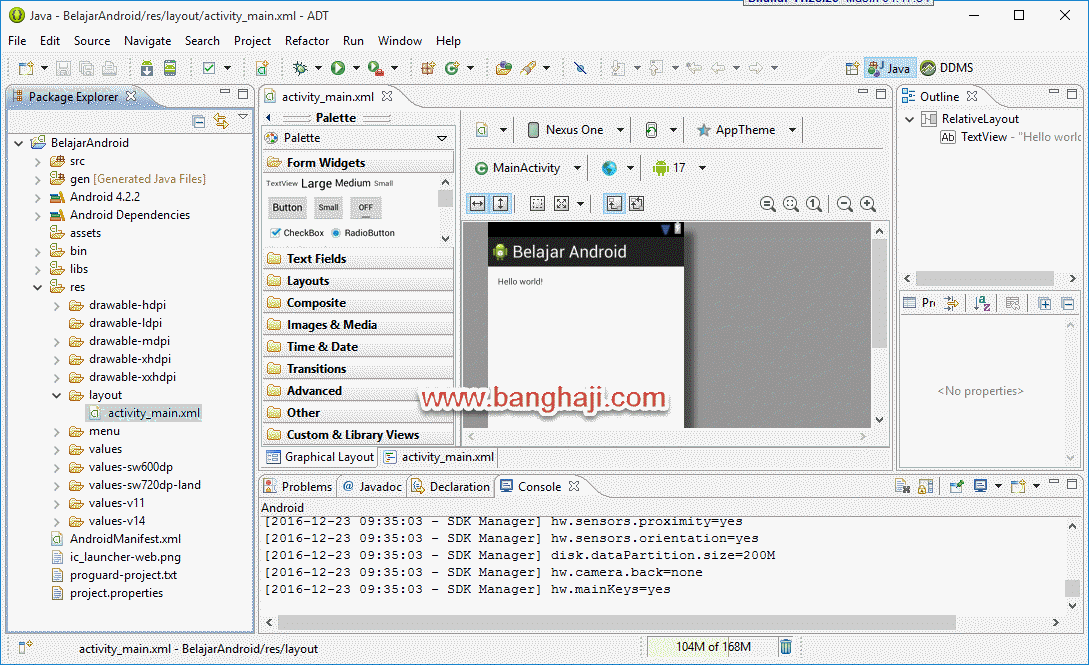 Java - BelajarAndroid/res/layout/activity_main.xml - ADT
File Edit Source Navigate Search Project Refactor Run Window Help
Java DDMS
Package Explorer
BelajarAndroid
src
gen [Generated Java Files]
Android 4.2.2
Android Dependencies
assets
bin
libs
res
drawable-hdpi
drawable-ldpi
drawable-mdpi
drawable-xhdpi
drawable-xxhdpi
layout
activity_main.xml
menu
values
values-sw600dp
values-sw720dp-land
values-v11
values-v14
AndroidManifest.xml
ic_launcher-web.png
proguard-project.txt
project.properties
activity_main.xml
Palette
Palette
Form Widgets
TextView Large Medium Small
Button Small OFF
CheckBox RadioButton
Text Fields
Layouts
Composite
Images & Media
Time & Date
Transitions
Advanced
Other
Custom & Library Views
Graphical Layout activity_main.xml
Nexus One AppTheme
MainActivity 17
Belajar Android
Hello world!
www.banghaji.com
Outline
RelativeLayout
Ab TextView - "Hello world
Pr
<No properties>
Problems @ Javadoc Declaration Console
Android
[2016-12-23 09:35:03 - SDK Manager] hw.sensors.proximity=yes
[2016-12-23 09:35:03 - SDK Manager] hw.sensors.orientation=yes
[2016-12-23 09:35:03 - SDK Manager] disk.dataPartition.size=200M
[2016-12-23 09:35:03 - SDK Manager] hw.camera.back=none
[2016-12-23 09:35:03 - SDK Manager] hw.mainKeys=yes
activity_main.xml - BelajarAndroid/res/layout
104M of 168M